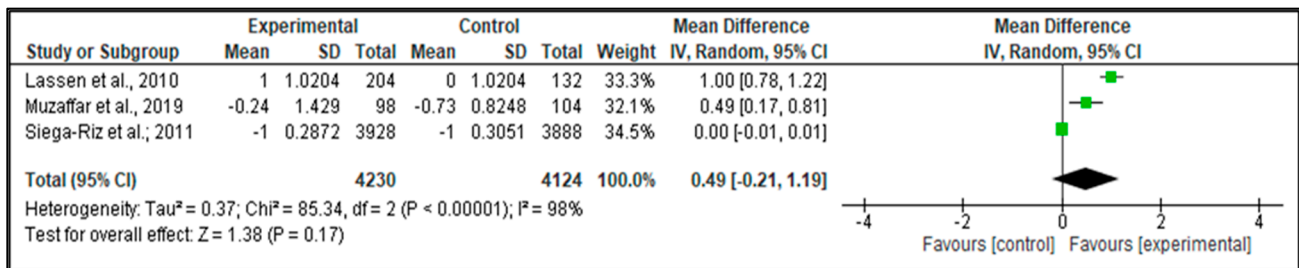 Experimental Control Mean Difference Mean Difference
Study or Subgroup Mean SD Total Mean SD Total Weight IV, Random, 95% CI IV, Random, 95% CI
Lassen et al., 2010 1 1.0204 204 0 1.0204 132 33.3% 1.00 [0.78, 1.22]
Muzaffar et al., 2019 -0.24 1.429 98 -0.73 0.8248 104 32.1% 0.49 [0.17, 0.81]
Siega-Riz et al.; 2011 -1 0.2872 3928 -1 0.3051 3888 34.5% 0.00 [-0.01, 0.01]
Total (95% CI) 4230 4124 100.0% 0.49 [-0.21, 1.19]
Heterogeneity: Tau² = 0.37; Chi² = 85.34, df = 2 (P < 0.00001); I² = 98%
Test for overall effect: Z = 1.38 (P = 0.17)
-4 -2 0 2 4
Favours [control] Favours [experimental]